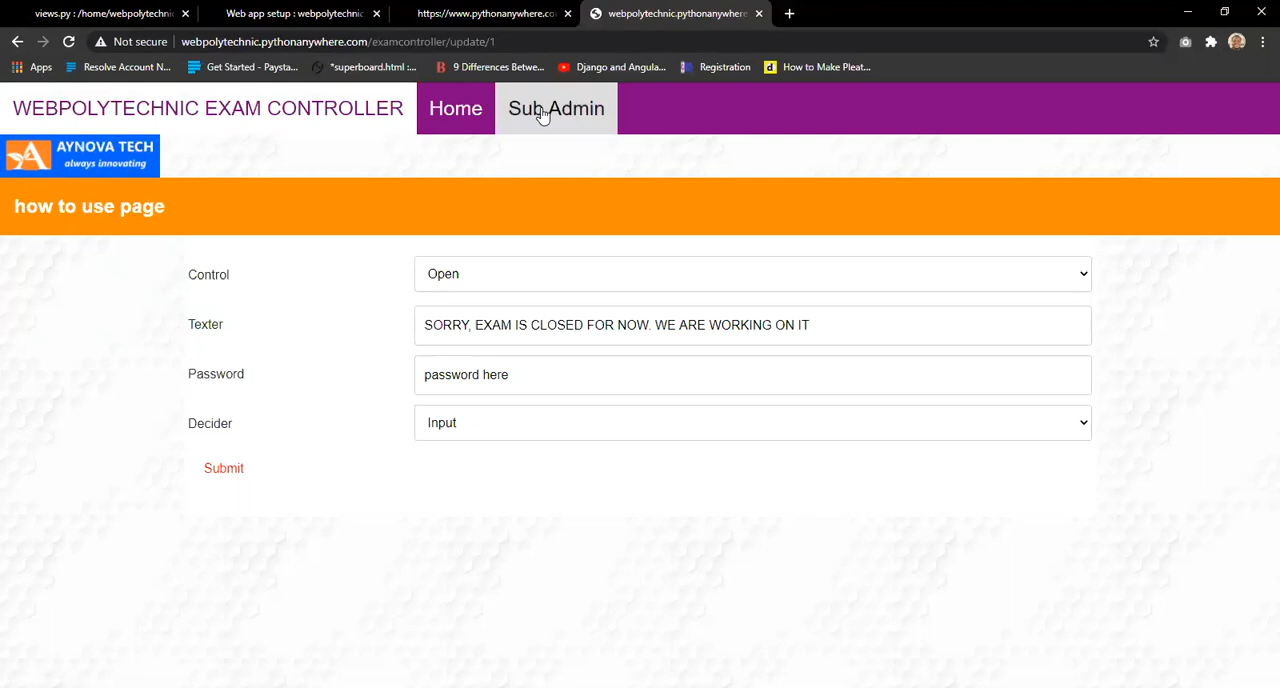 views.py : /home/webpolytechnic
Web app setup : webpolytechnic
https://www.pythonanywhere.co
webpolytechnic.pythonanywhere
Not secure webpolytechnic.pythonanywhere.com/examcontroller/update/1
Apps Resolve Account N... Get Started - Paysta... *superboard.html :... 9 Differences Betwe... Django and Angula... Registration How to Make Pleat...
WEBPOLYTECHNIC EXAM CONTROLLER Home Sub Admin
AYNOVA TECH
always innovating
how to use page
Control Open
Texter SORRY, EXAM IS CLOSED FOR NOW. WE ARE WORKING ON IT
Password password here
Decider Input
Submit